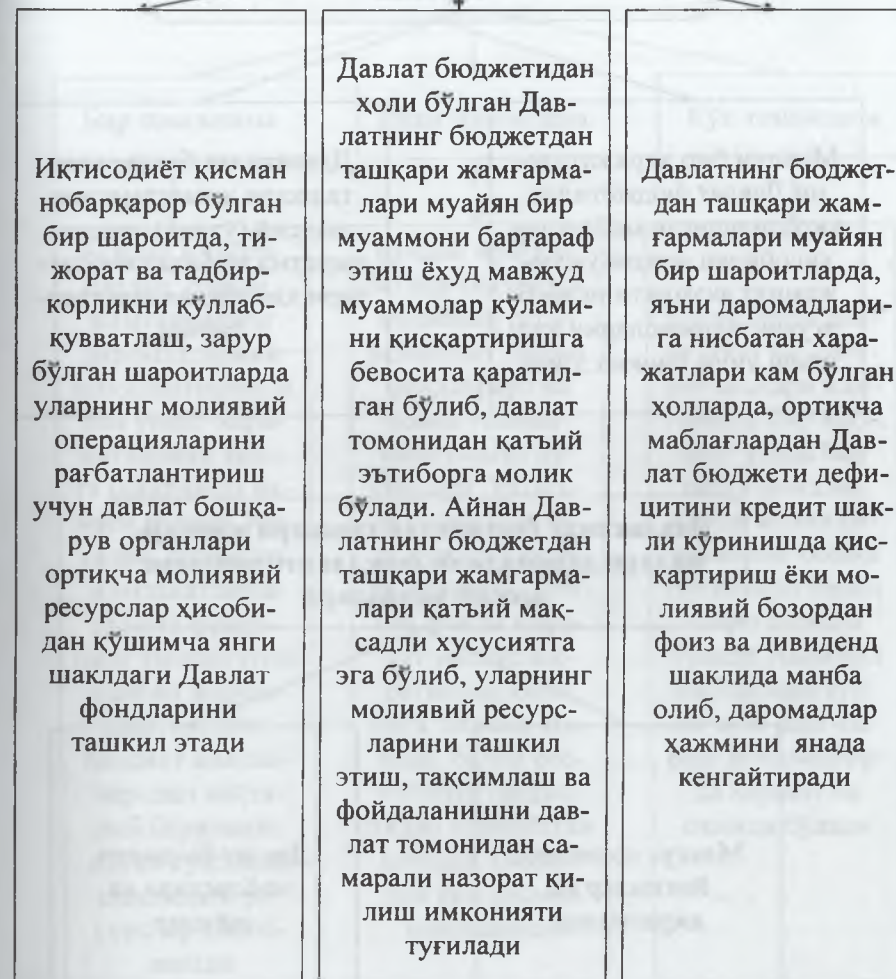 Иқтисодиёт қисман
нобарқарор бўлган
бир шароитда, ти-
жорат ва тадбир-
корликни қўллаб-
қувватлаш, зарур
бўлган шароитларда
уларнинг молиявий
операцияларини
рағбатлантириш
учун давлат бошқа-
рув органлари
ортиқча молиявий
ресурслар ҳисоби-
дан қўшимча янги
шаклдаги Давлат
фондларини
ташкил этади
Давлат бюджетидан
ҳоли бўлган Дав-
латнинг бюджетдан
ташқари жамғарма-
лари муайян бир
муаммони бартараф
этиш ёхуд мавжуд
муаммолар кўлами-
ни қисқартиришга
бевосита қаратил-
ган бўлиб, давлат
томонидан қатъий
эътиборга молик
бўлади. Айнан Дав-
латнинг бюджетдан
ташқари жамгарма-
лари қатъий мақ-
садли хусусиятга
эга бўлиб, уларнинг
молиявий ресурс-
ларини ташкил
этиш, тақсимлаш ва
фойдаланишни дав-
лат томонидан са-
марали назорат қи-
лиш имконияти
туғилади
Давлатнинг бюджет-
дан ташқари жам-
ғармалари муайян
бир шароитларда,
яъни даромадлари-
га нисбатан хара-
жатлари кам бўлган
ҳолларда, ортиқча
маблағлардан Дав-
лат бюджети дефи-
цитини кредит шак-
ли кўринишда қис-
қартириш ёки мо-
лиявий бозордан
фоиз ва дивиденд
шаклида манба
олиб, даромадлар
ҳажмини янада
кенгайтиради